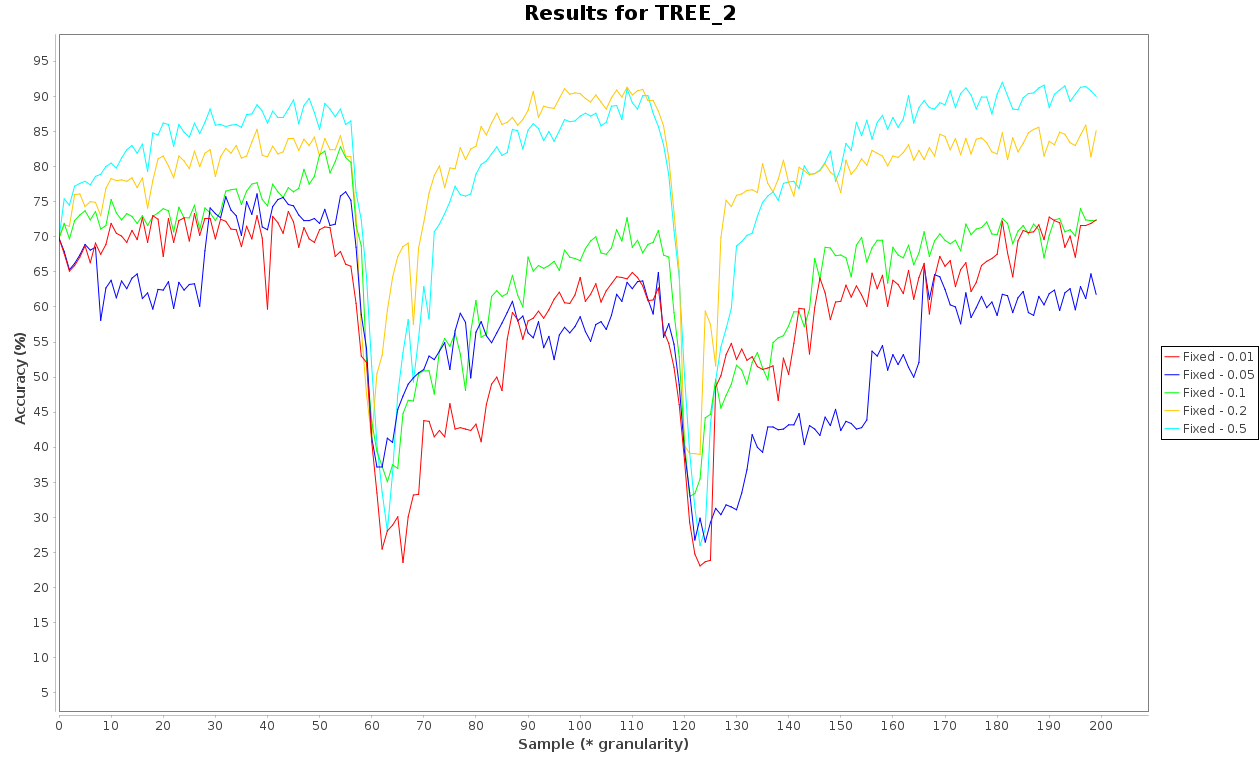 Results for TREE_2
Accuracy (%)
95
90
85
80
75
70
65
60
55
50
45
40
35
30
25
20
15
10
5
0 10 20 30 40 50 60 70 80 90 100 110 120 130 140 150 160 170 180 190 200
Sample (* granularity)
Fixed - 0.01
Fixed - 0.05
Fixed - 0.1
Fixed - 0.2
Fixed - 0.5